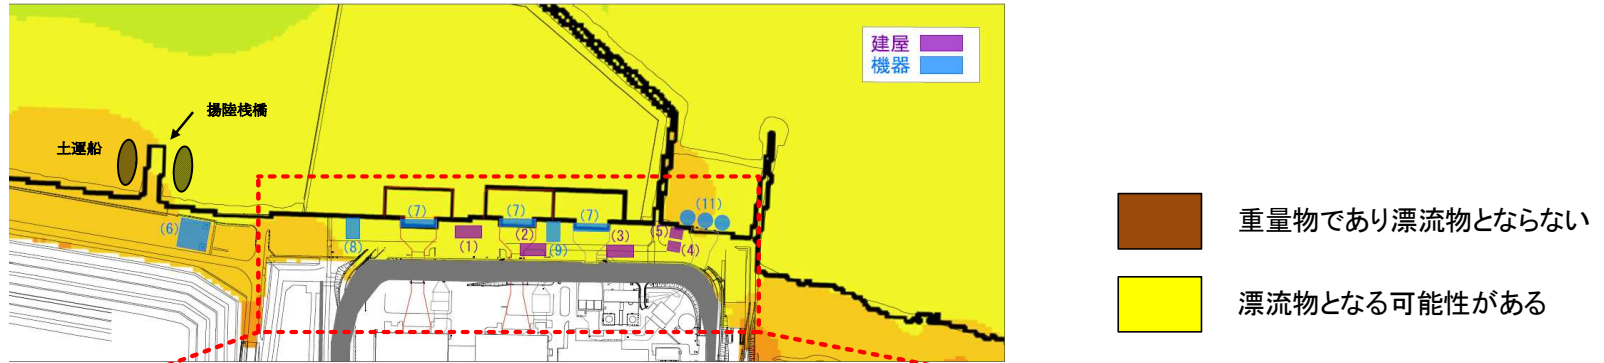 建屋
機器
揚陸桟橋
土運船
(11)
(7)
(7)
(7)
(6)
(8)
(1)
(2)
(9)
(3)
(5)
(4)
重量物であり漂流物とならない
漂流物となる可能性がある